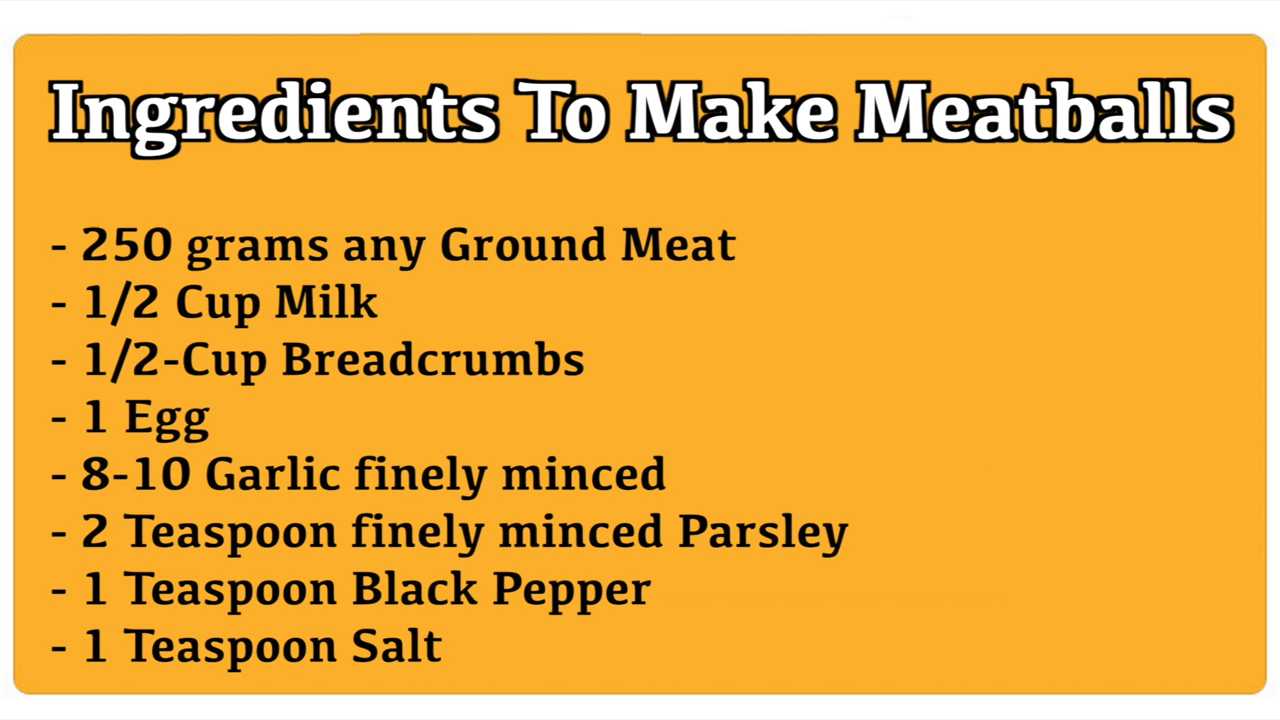 Ingredients To Make Meatballs
- 250 grams any Ground Meat
- 1/2 Cup Milk
- 1/2-Cup Breadcrumbs
- 1 Egg
- 8-10 Garlic finely minced
- 2 Teaspoon finely minced Parsley
- 1 Teaspoon Black Pepper
- 1 Teaspoon Salt